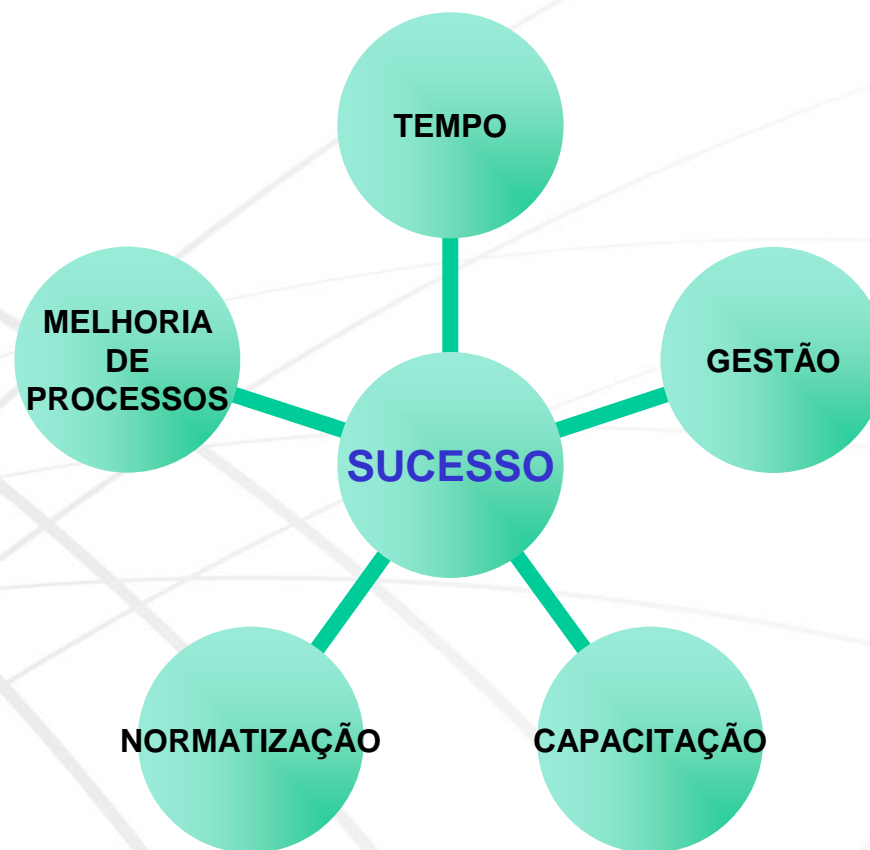 TEMPO
MELHORIA
DE
PROCESSOS
GESTÃO
SUCESSO
NORMATIZAÇÃO
CAPACITAÇÃO